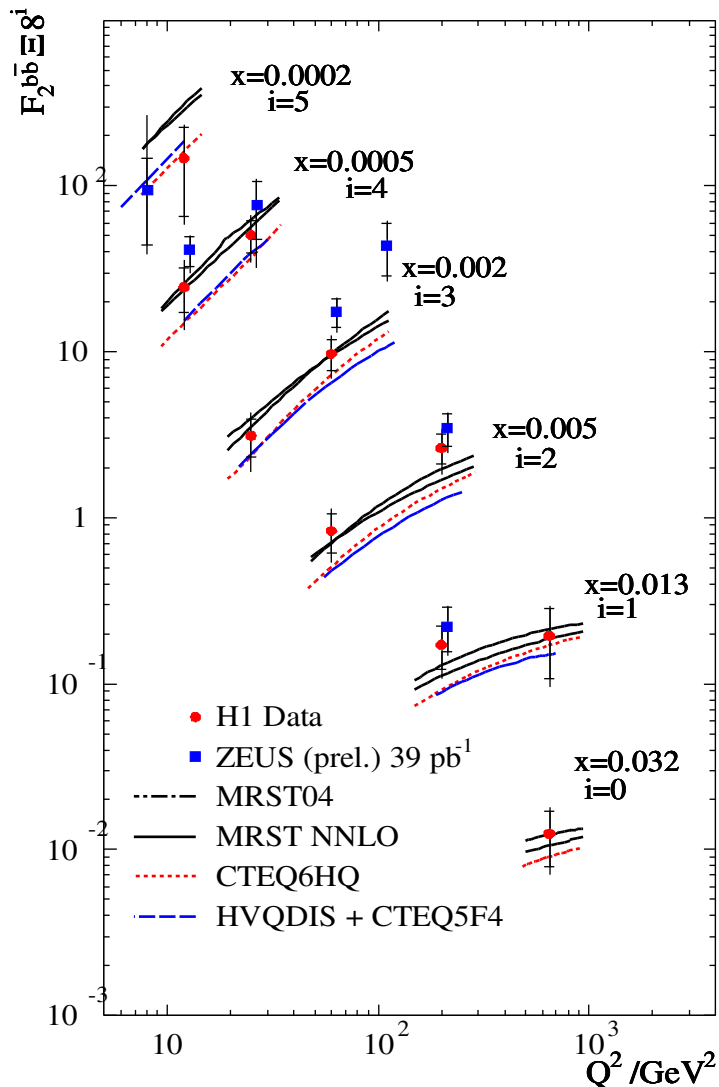 F₂^{bb̄} Ξ8^i
x=0.0002
i=5
x=0.0005
i=4
x=0.002
i=3
x=0.005
i=2
x=0.013
i=1
x=0.032
i=0
10²
10
1
10⁻¹
10⁻²
10⁻³
H1 Data
ZEUS (prel.) 39 pb⁻¹
MRST04
MRST NNLO
CTEQ6HQ
HVQDIS + CTEQ5F4
10
10²
10³
Q² /GeV²